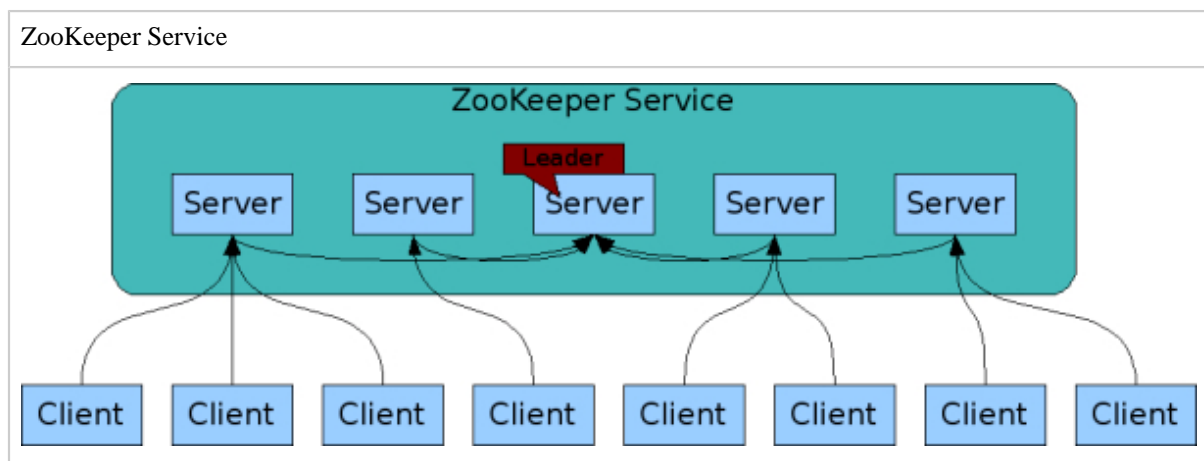 ZooKeeper Service
ZooKeeper Service
Leader
Server Server Server Server Server
Client Client Client Client Client Client Client Client